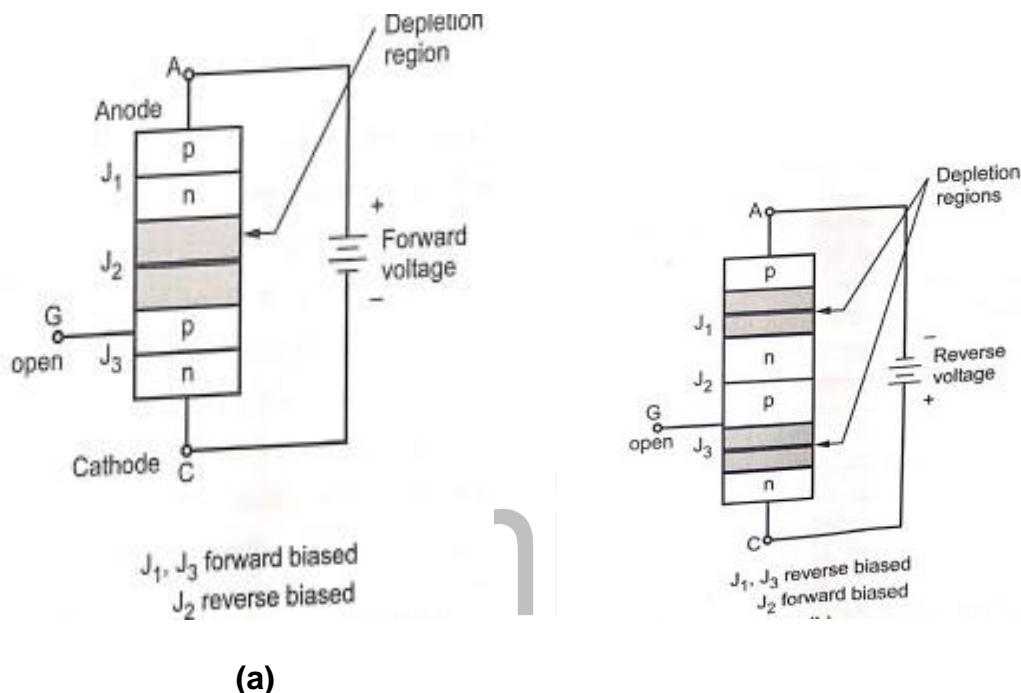 Depletion
region
A
Anode
p
J1
n
+
Forward
voltage
J2
−
G
p
open
J3
n
Cathode
C
J1, J3 forward biased
J2 reverse biased
(a)
Depletion
regions
A
p
J1
n
−
Reverse
voltage
J2
+
p
G
open
J3
n
C
J1, J3 reverse biased
J2 forward biased